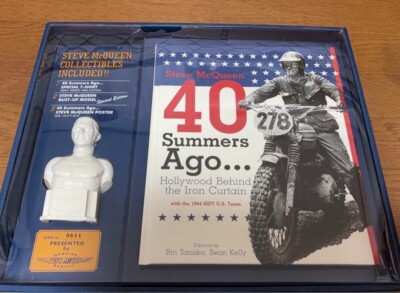 STEVE McQUEEN
COLLECTIBLES
INCLUDED!!
40 Summers Ago...
SPECIAL T-SHIRT
STEVE McQUEEN
BUST-UP MODEL
Special Edition
40 Summers Ago...
STEVE McQUEEN POSTER
PRESENTED
by
Steve McQueen
40
Summers
Ago...
Hollywood Behind
the Iron Curtain
with the 1964 ISDT U.S. Team
Edited by
Rin Tanaka, Sean Kelly
278